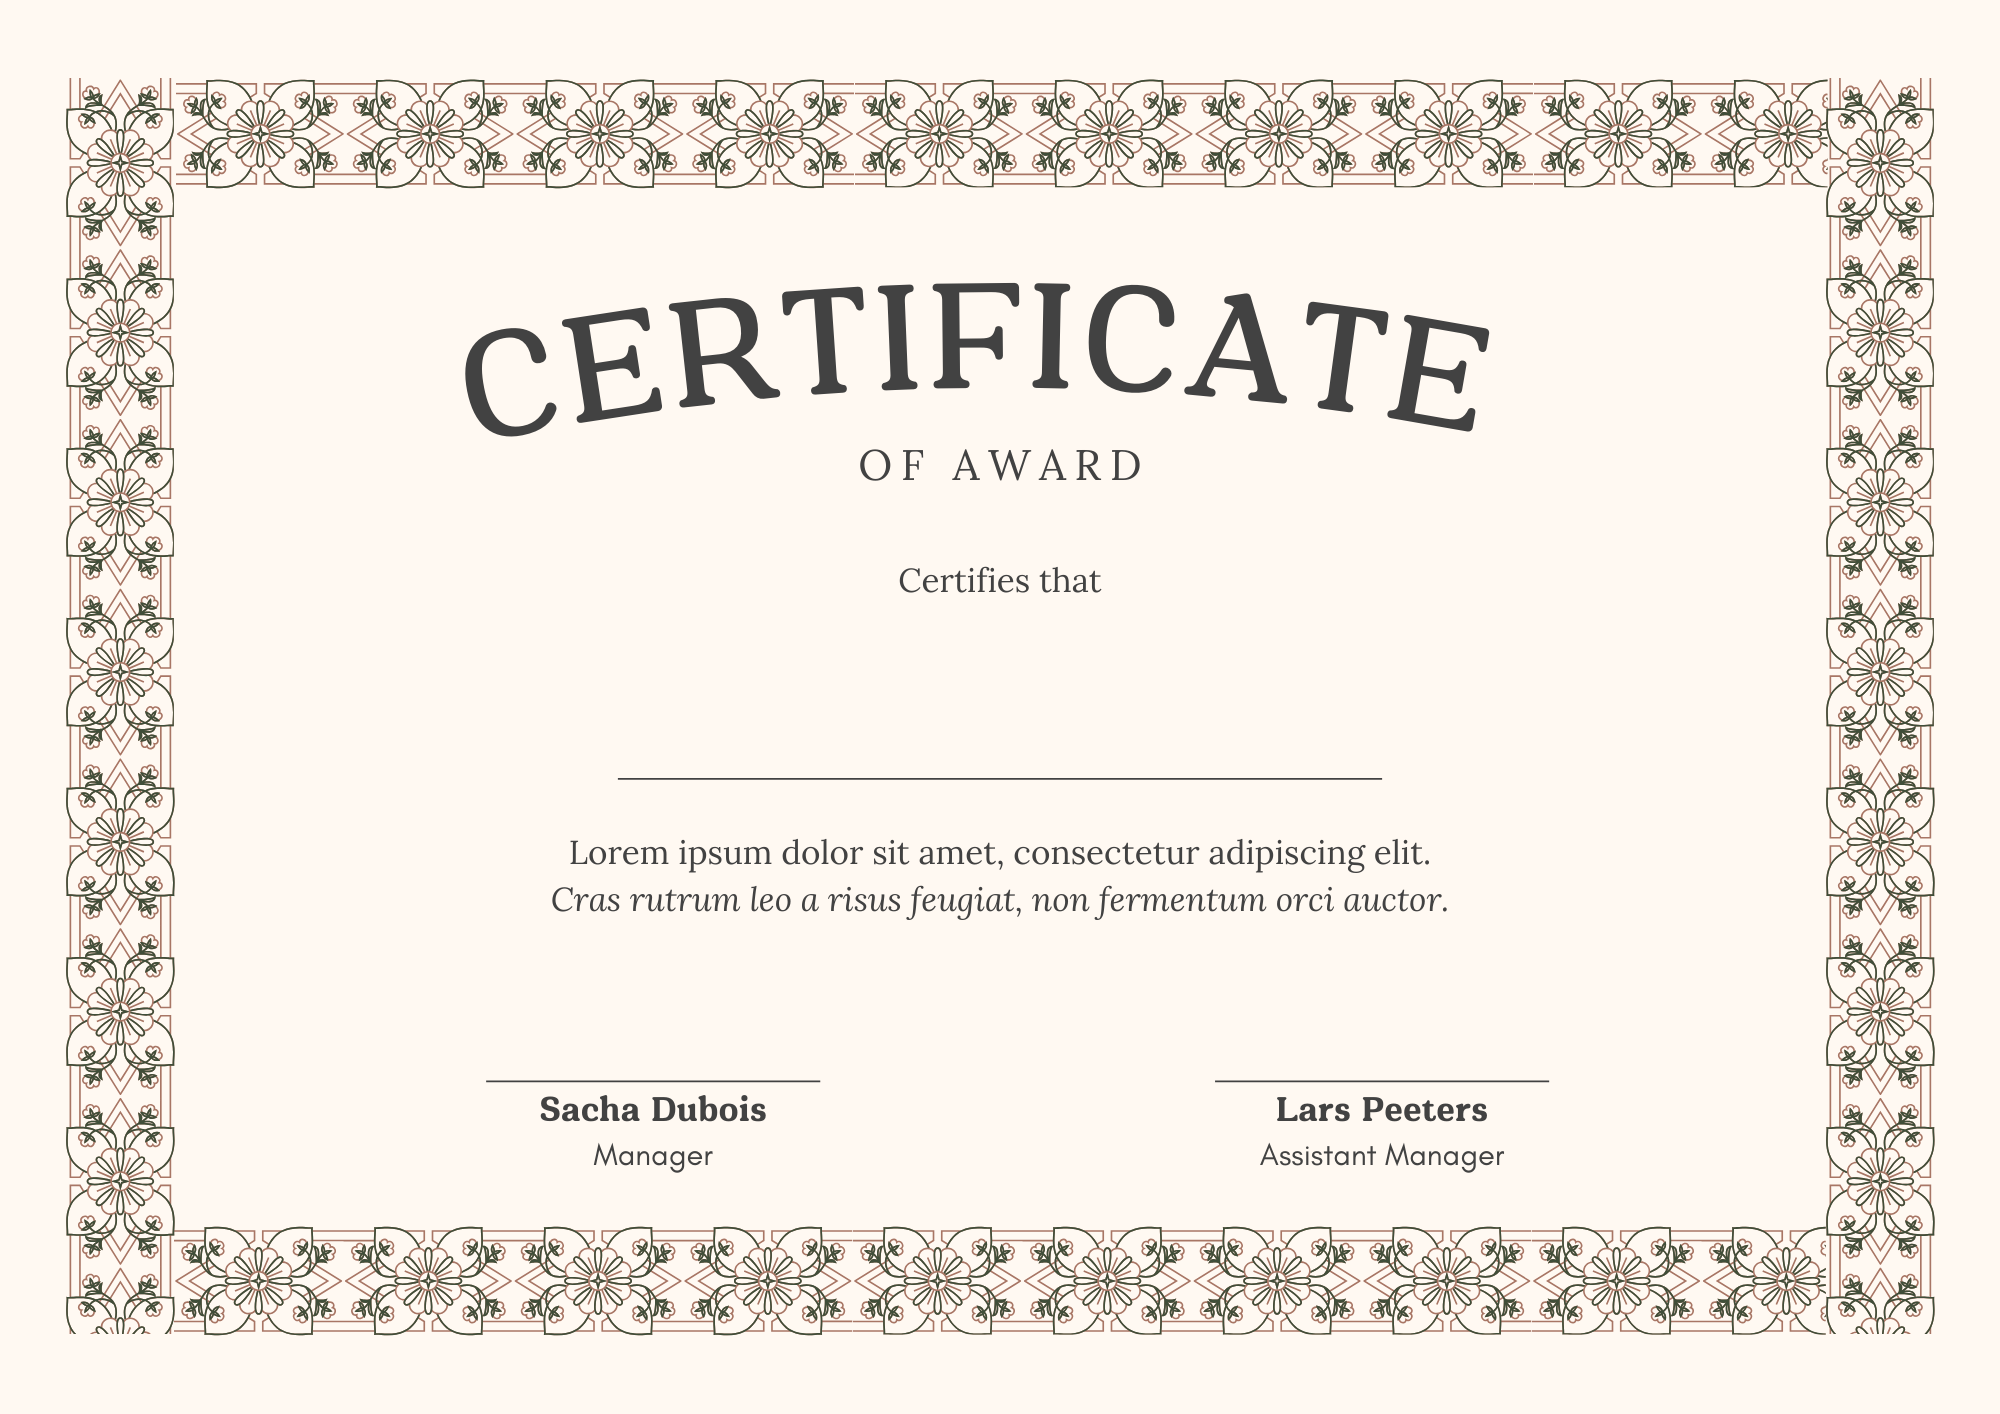 CERTIFICATE
OF AWARD
Certifies that
Lorem ipsum dolor sit amet, consectetur adipiscing elit.
Cras rutrum leo a risus feugiat, non fermentum orci auctor.
Sacha Dubois
Manager
Lars Peeters
Assistant Manager